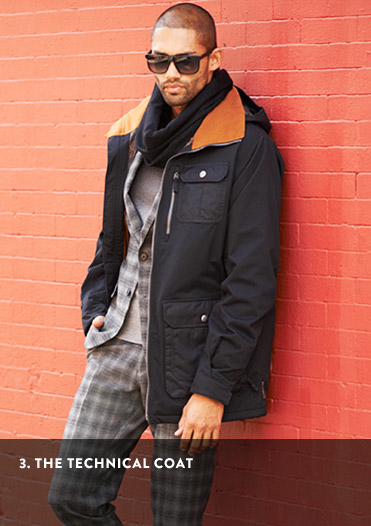 3. THE TECHNICAL COAT